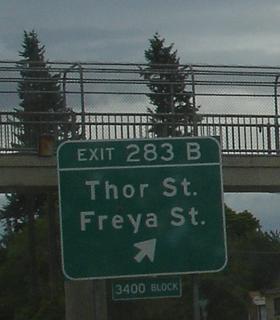 EXIT 283 B
Thor St.
Freya St.
3400 BLOCK